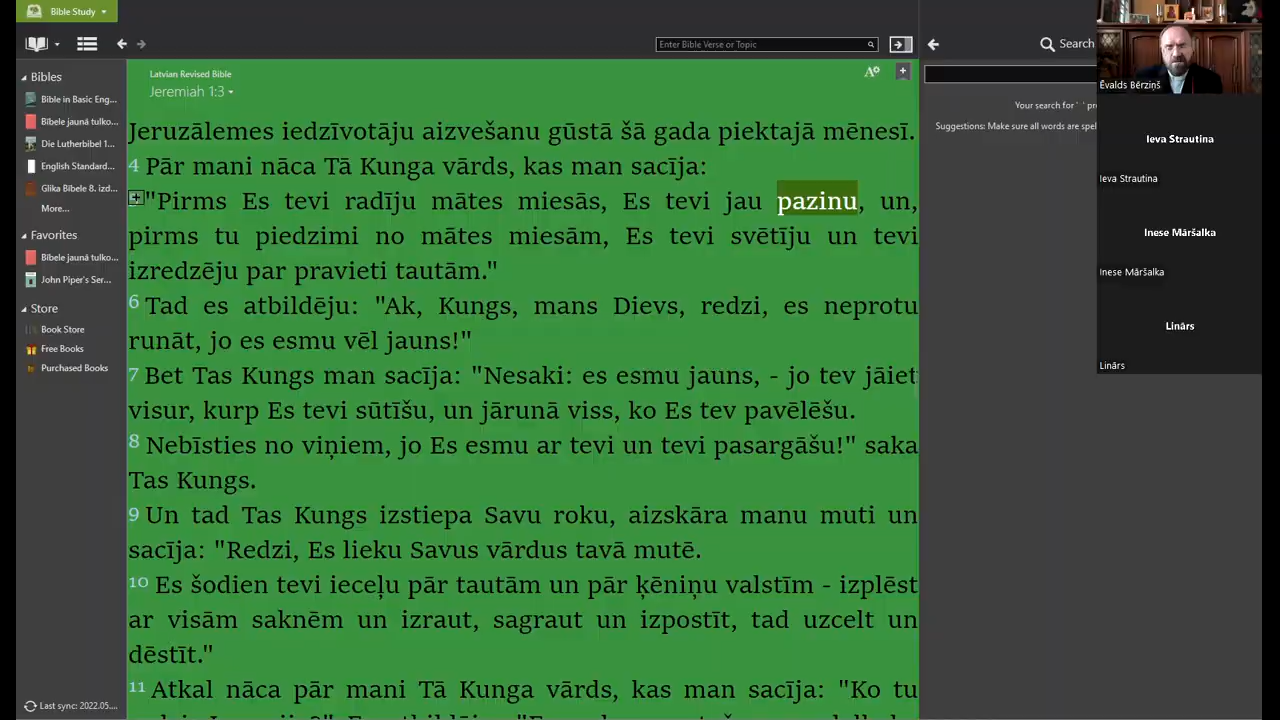 Bible Study
Enter Bible Verse or Topic
Search
Bibles
Bible in Basic Eng...
Bībele jaunā tulko...
Die Lutherbibel 1...
English Standard...
Glika Bībele 8. izd...
More...
Favorites
Bībele jaunā tulko...
John Piper's Ser...
Store
Book Store
Free Books
Purchased Books
Last sync: 2022.05....
Latvian Revised Bible
Jeremiah 1:3
Jeruzālemes iedzīvotāju aizvešanu gūstā šā gada piektajā mēnesī.
4 Pār mani nāca Tā Kunga vārds, kas man sacīja:
"Pirms Es tevi radīju mātes miesās, Es tevi jau pazinu, un,
pirms tu piedzimi no mātes miesām, Es tevi svētīju un tevi
izredzēju par pravieti tautām."
6 Tad es atbildēju: "Ak, Kungs, mans Dievs, redzi, es neprotu
runāt, jo es esmu vēl jauns!"
7 Bet Tas Kungs man sacīja: "Nesaki: es esmu jauns, - jo tev jāiet
visur, kurp Es tevi sūtīšu, un jārunā viss, ko Es tev pavēlēšu.
8 Nebīsties no viņiem, jo Es esmu ar tevi un tevi pasargāšu!" saka
Tas Kungs.
9 Un tad Tas Kungs izstiepa Savu roku, aizskāra manu muti un
sacīja: "Redzi, Es lieku Savus vārdus tavā mutē.
10 Es šodien tevi ieceļu pār tautām un pār ķēniņu valstīm - izplēst
ar visām saknēm un izraut, sagraut un izpostīt, tad uzcelt un
dēstīt."
11 Atkal nāca pār mani Tā Kunga vārds, kas man sacīja: "Ko tu
Your search for ' ' pr
Suggestions: Make sure all words are spel
Ēvalds Bērziņš
Ieva Strautina
Ieva Strautina
Inese Māršalka
Inese Māršalka
Linārs
Linārs